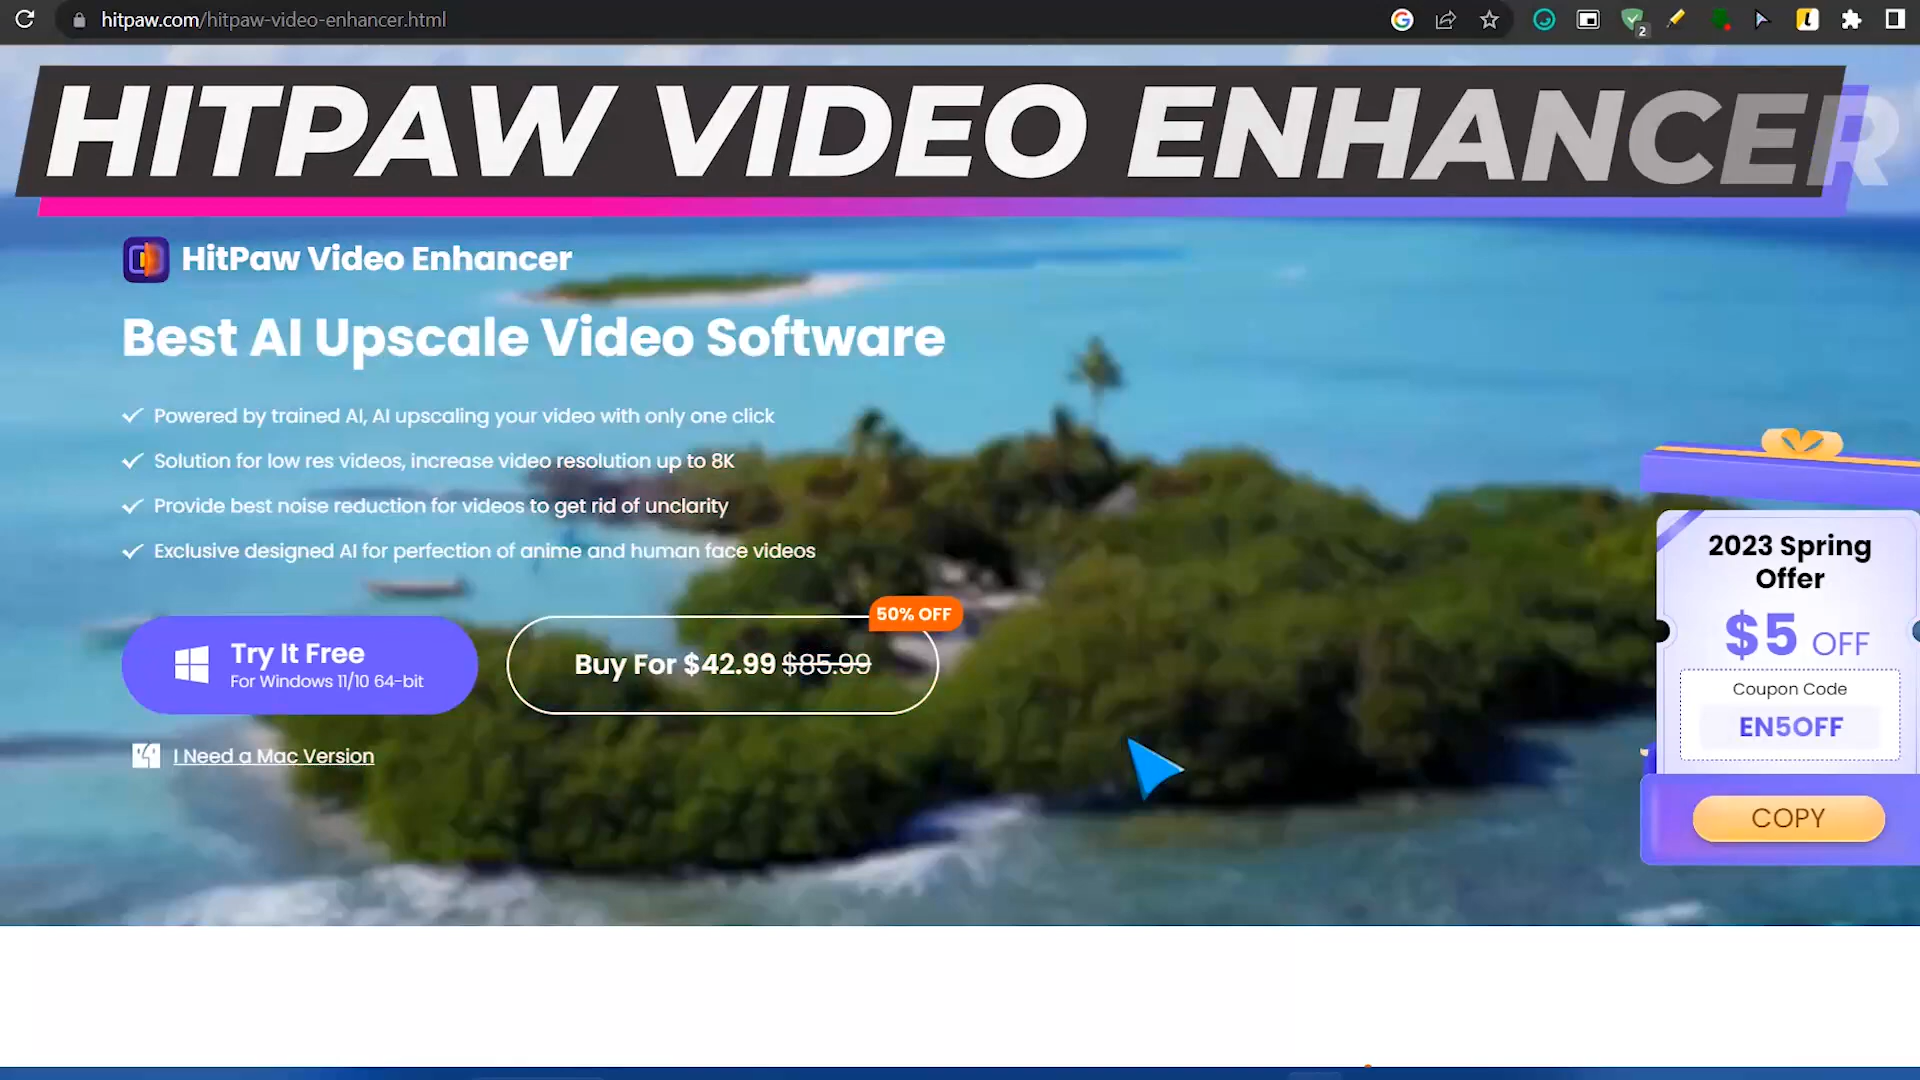 hitpaw.com/hitpaw-video-enhancer.html
2
HITPAW VIDEO ENHANCER
HitPaw Video Enhancer
Best AI Upscale Video Software
Powered by trained AI, AI upscaling your video with only one click
Solution for low res videos, increase video resolution up to 8K
Provide best noise reduction for videos to get rid of unclarity
Exclusive designed AI for perfection of anime and human face videos
Try It Free
For Windows 11/10 64-bit
50% OFF
Buy For $42.99 $85.99
I Need a Mac Version
2023 Spring
Offer
$5 OFF
Coupon Code
EN5OFF
COPY